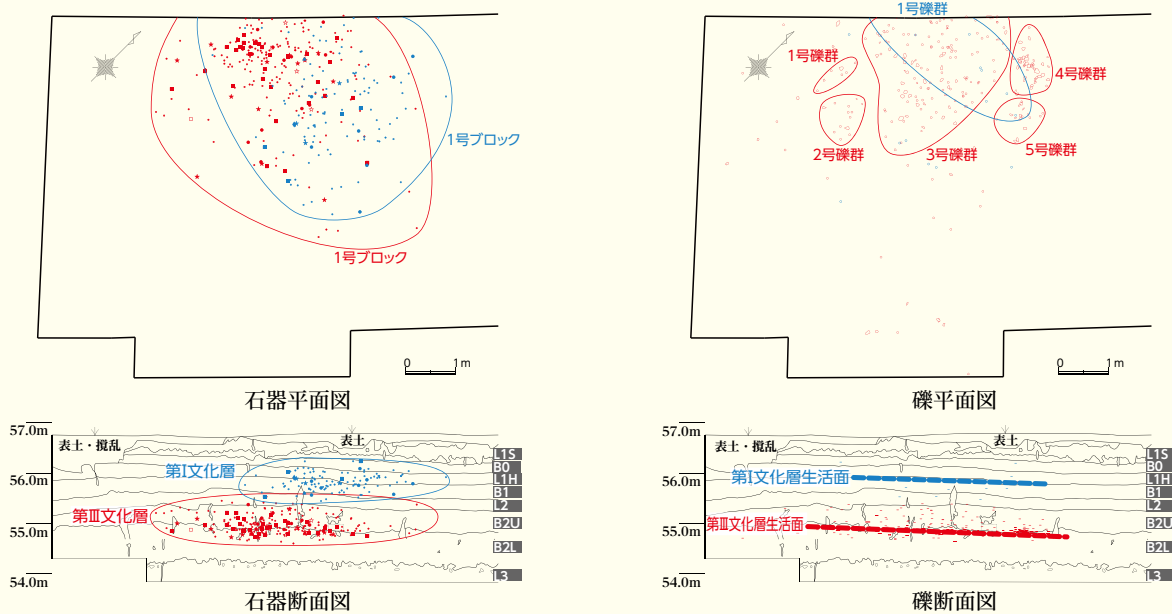 1号ブロック
1号ブロック
0 1m
石器平面図
1号礫群
1号礫群
4号礫群
2号礫群
3号礫群
5号礫群
0 1m
礫平面図
57.0m
56.0m
55.0m
54.0m
表土・撹乱
表土
第Ⅰ文化層
第Ⅲ文化層
L1S
B0
L1H
B1
L2
B2U
B2L
L3
石器断面図
57.0m
56.0m
55.0m
54.0m
表土・撹乱
表土
第Ⅰ文化層生活面
第Ⅲ文化層生活面
L1S
B0
L1H
B1
L2
B2U
B2L
L3
礫断面図